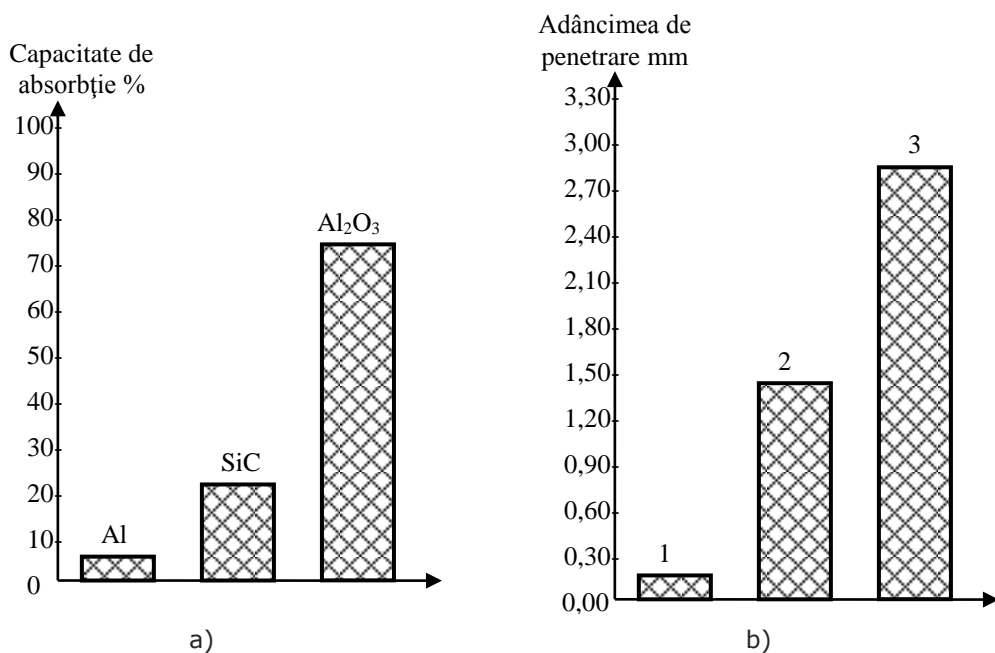 Capacitate de
absorbţie %
100
90
80
70
60
50
40
30
20
10
0
Al
SiC
Al₂O₃
a)
Adâncimea de
penetrare mm
3,30
3,00
2,70
2,40
2,10
1,80
1,50
1,20
0,90
0,60
0,30
0,00
1
2
3
b)